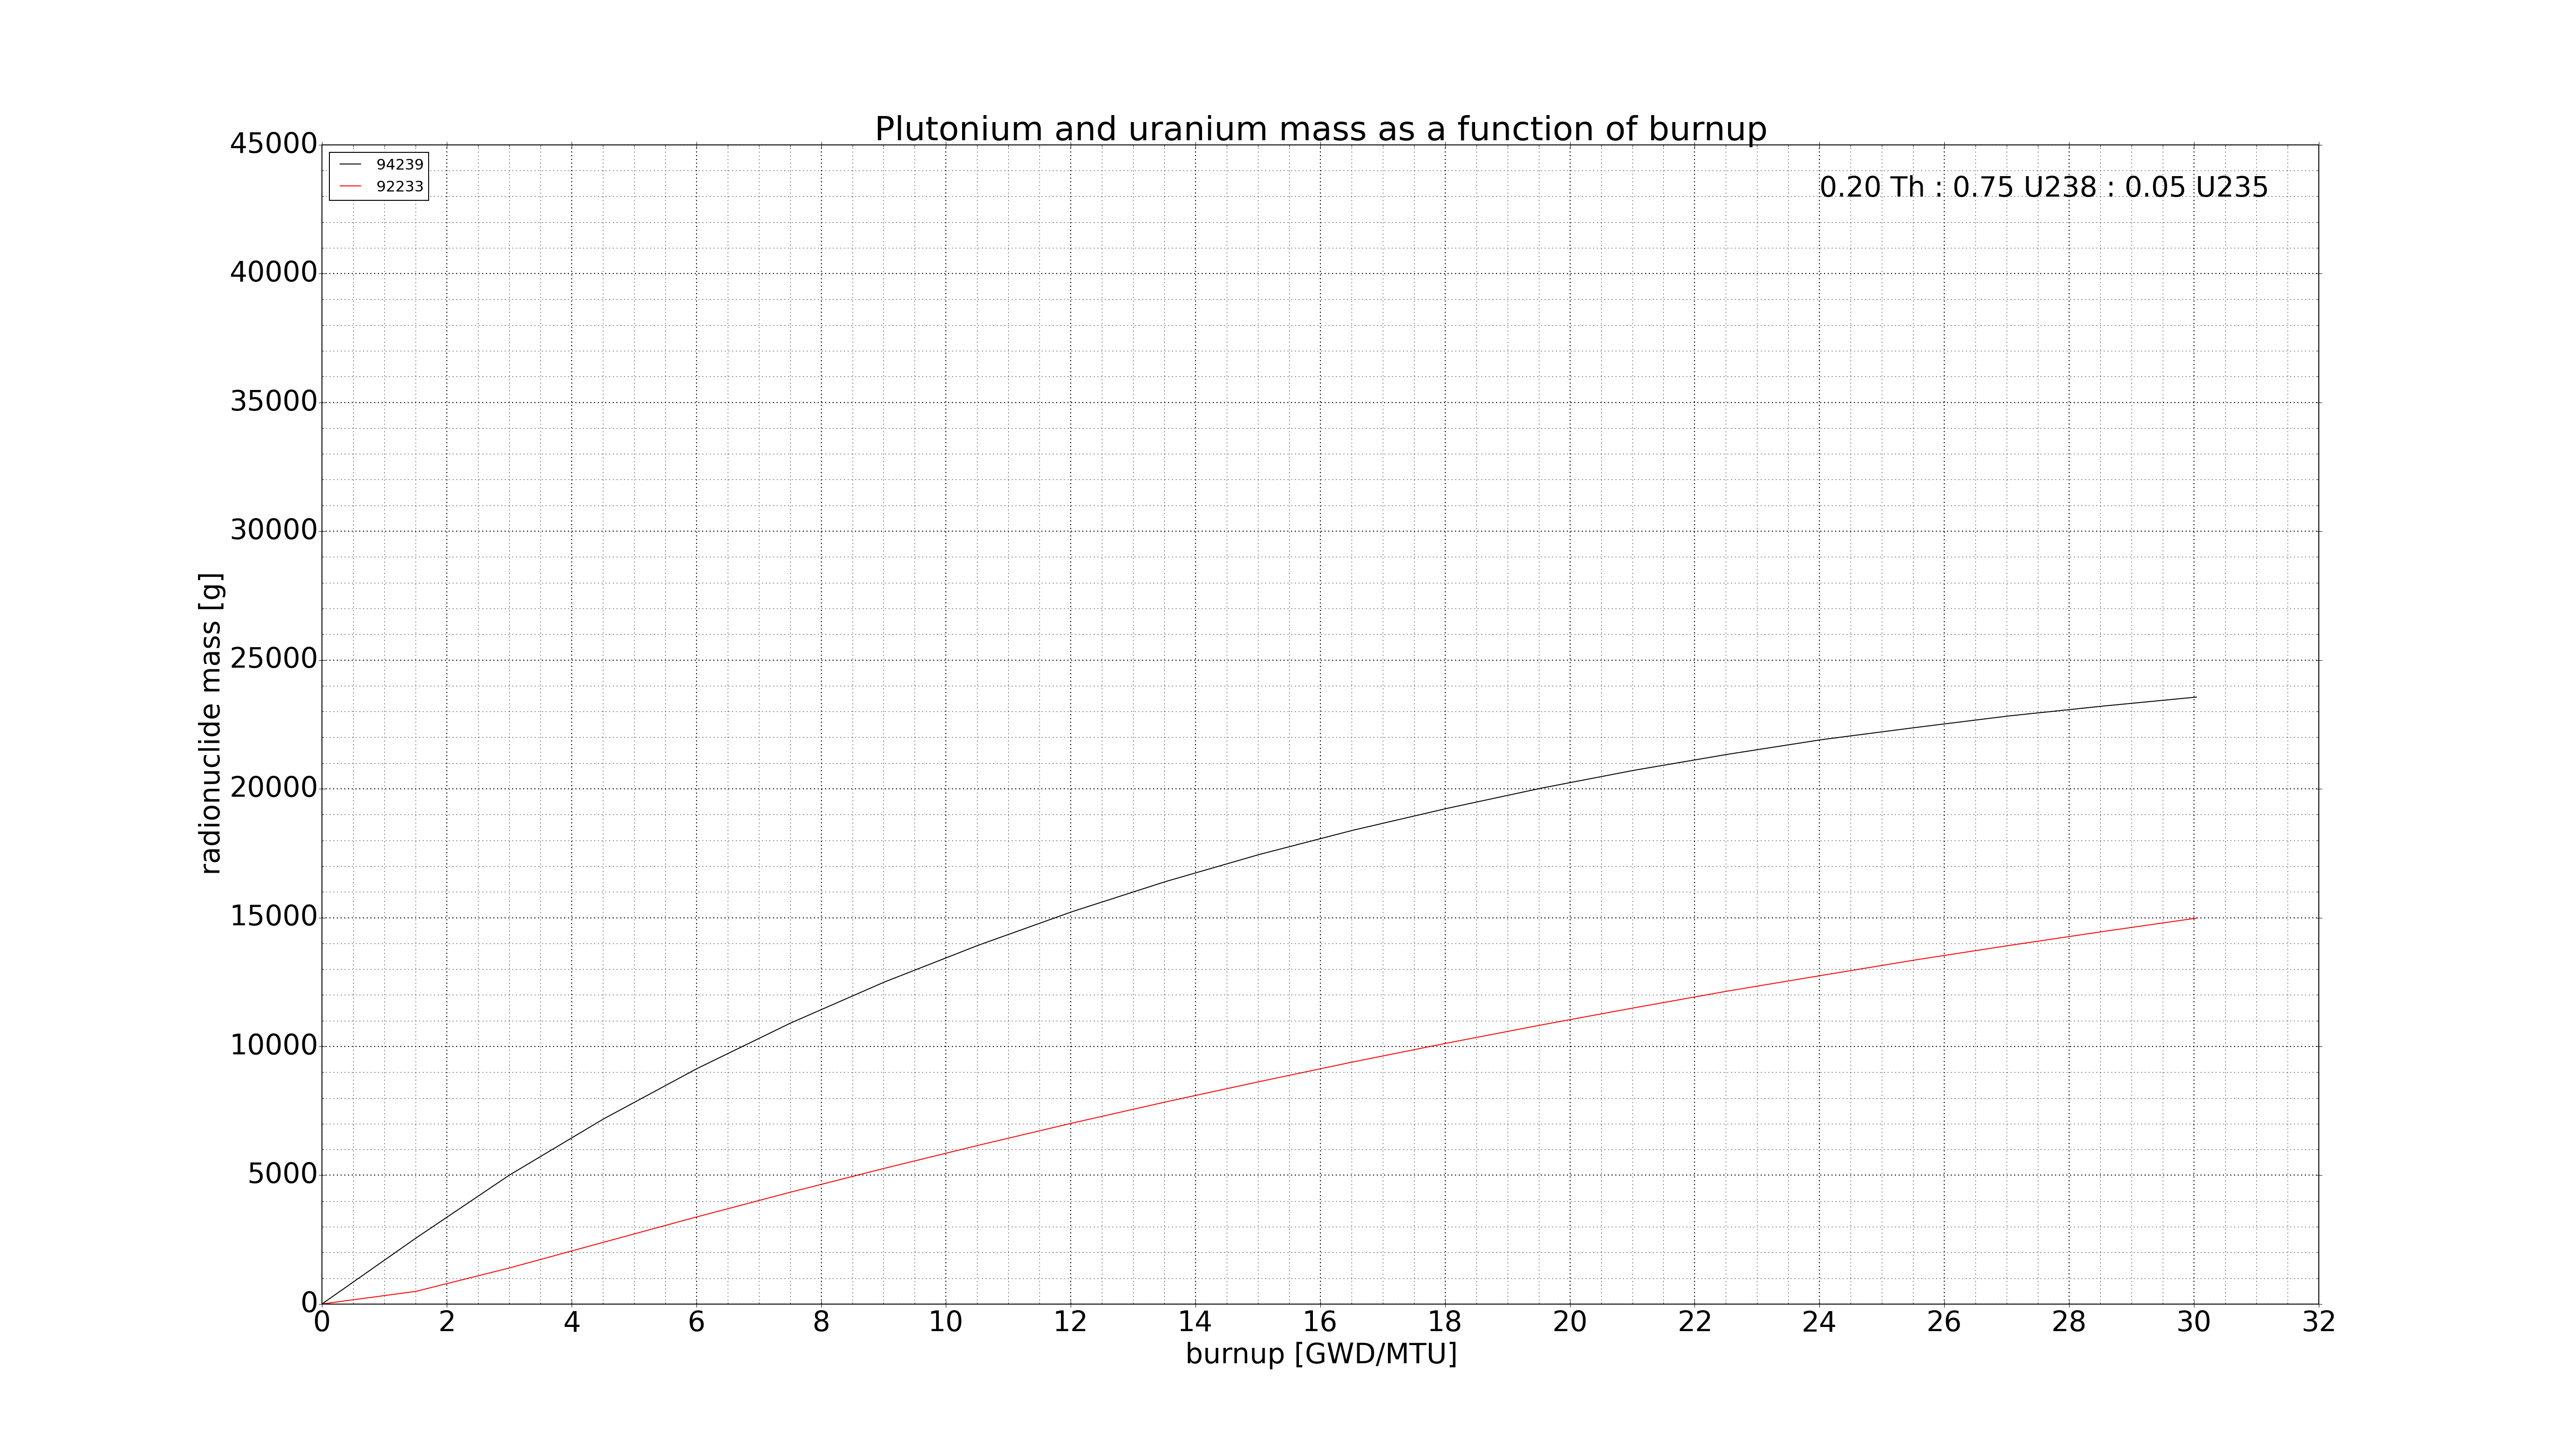 Plutonium and uranium mass as a function of burnup
94239
92233
0.20 Th : 0.75 U238 : 0.05 U235
radionuclide mass [g]
45000
40000
35000
30000
25000
20000
15000
10000
5000
0
0 2 4 6 8 10 12 14 16 18 20 22 24 26 28 30 32
burnup [GWD/MTU]